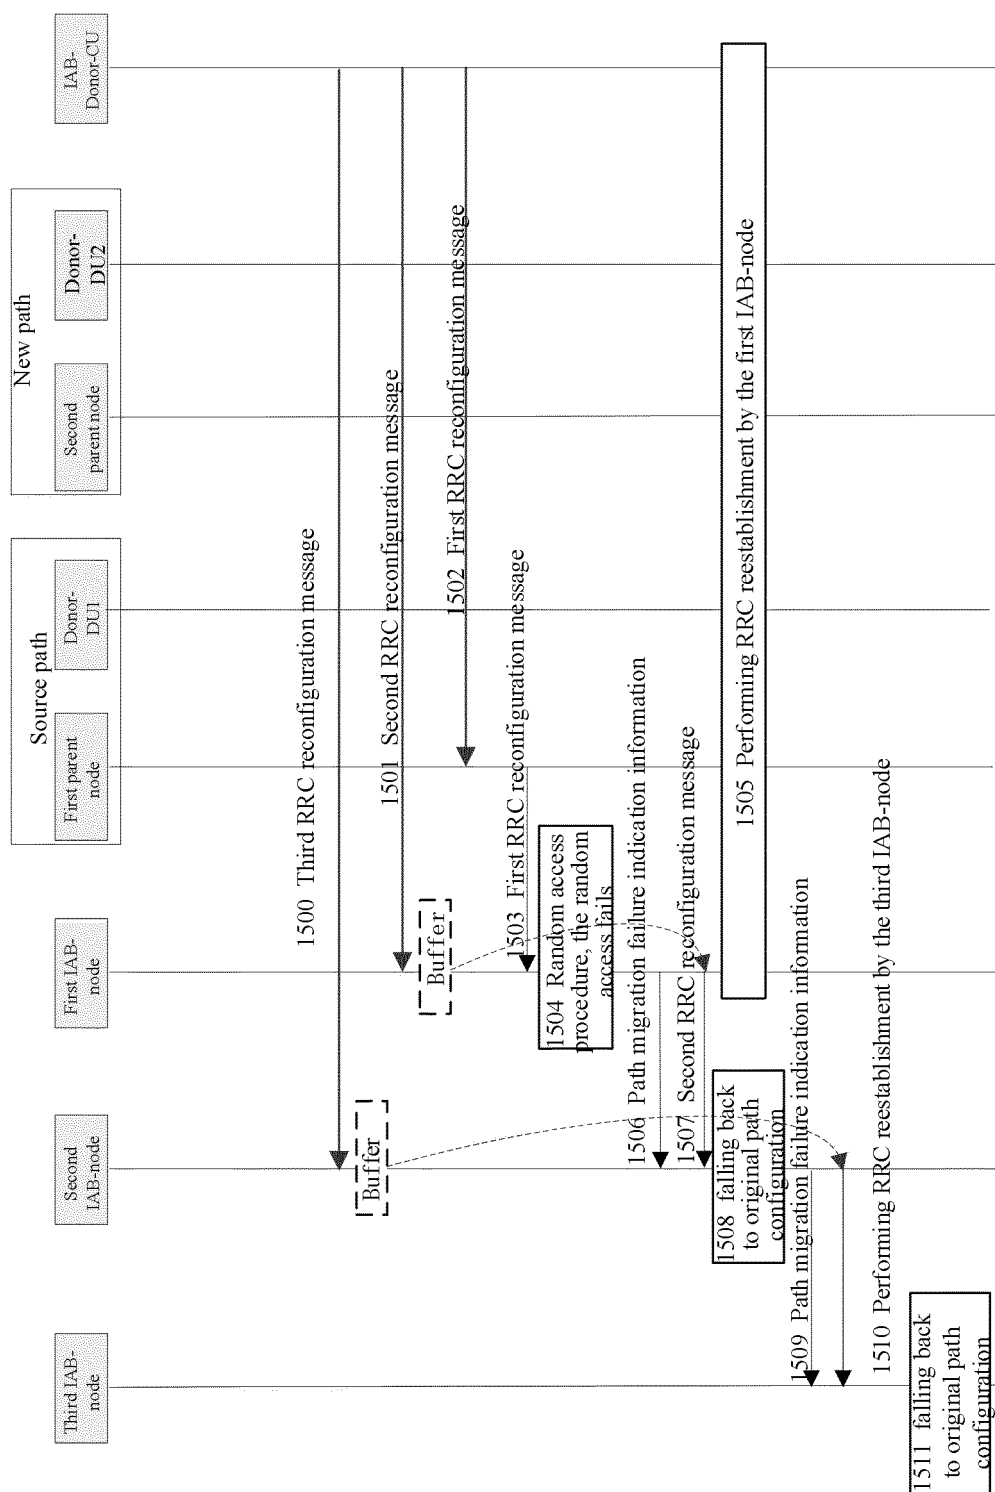 Third IAB-
node
Second
IAB-node
First IAB-
node
Source path
First parent
node
Donor-
DU1
New path
Second
parent node
Donor-
DU2
IAB-
Donor-CU
1500 Third RRC reconfiguration message
Buffer
1501 Second RRC reconfiguration message
Buffer
1502 First RRC reconfiguration message
1503 First RRC reconfiguration message
1504 Random access
procedure, the random
access fails
1506 Path migration failure indication information
1507 Second RRC reconfiguration message
1505 Performing RRC reestablishment by the first IAB-node
1508 falling back
to original path
configuration
1509 Path migration failure indication information
1510 Performing RRC reestablishment by the third IAB-node
1511 falling back
to original path
configuration